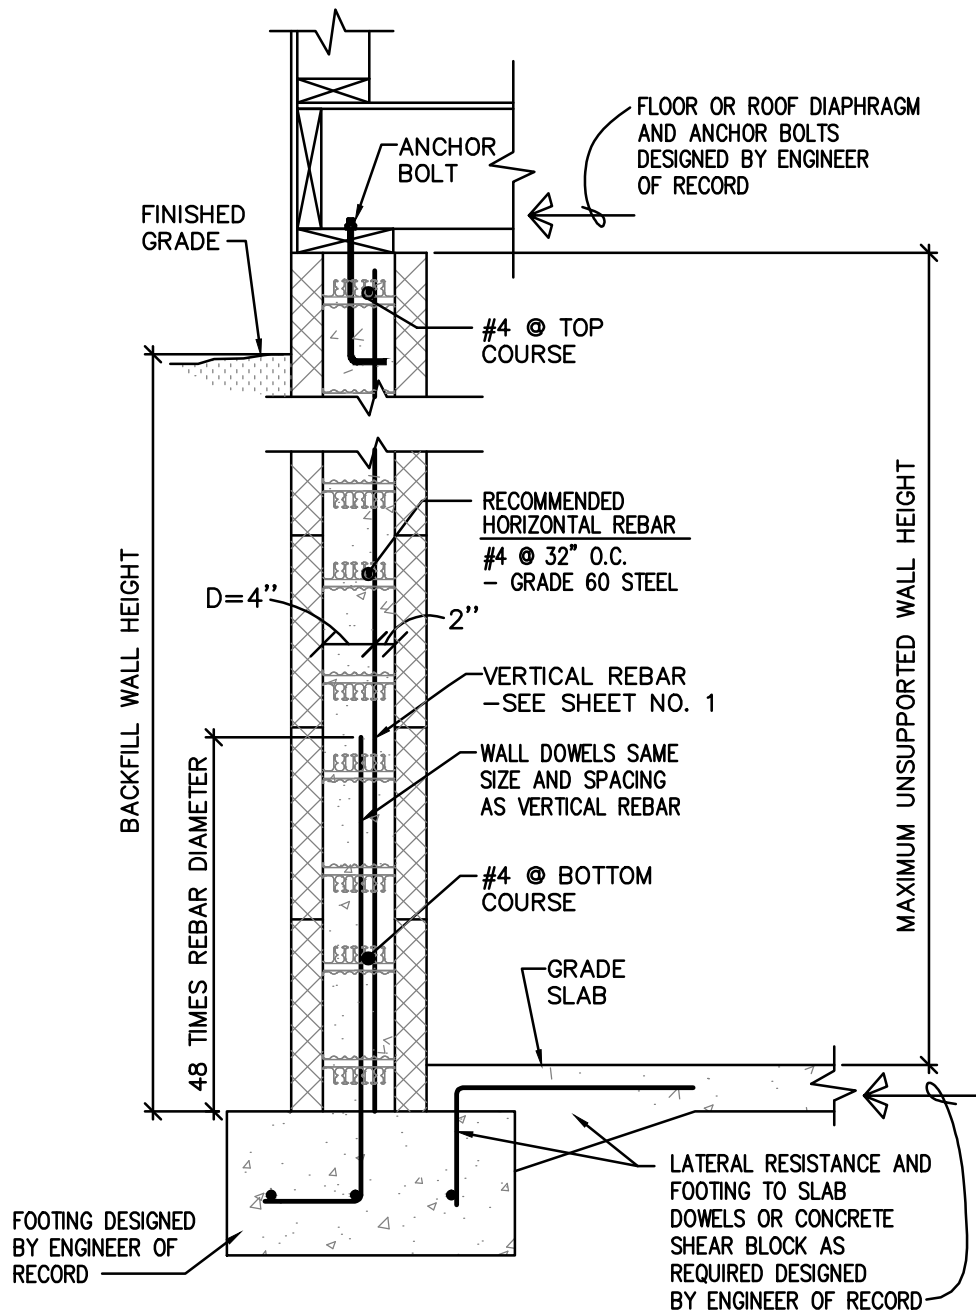 FLOOR OR ROOF DIAPHRAGM
AND ANCHOR BOLTS
DESIGNED BY ENGINEER
OF RECORD
ANCHOR
BOLT
FINISHED
GRADE
#4 @ TOP
COURSE
RECOMMENDED
HORIZONTAL REBAR
#4 @ 32" O.C.
- GRADE 60 STEEL
D=4"
2"
VERTICAL REBAR
-SEE SHEET NO. 1
WALL DOWELS SAME
SIZE AND SPACING
AS VERTICAL REBAR
#4 @ BOTTOM
COURSE
GRADE
SLAB
BACKFILL WALL HEIGHT
48 TIMES REBAR DIAMETER
MAXIMUM UNSUPPORTED WALL HEIGHT
LATERAL RESISTANCE AND
FOOTING TO SLAB
DOWELS OR CONCRETE
SHEAR BLOCK AS
REQUIRED DESIGNED
BY ENGINEER OF RECORD
FOOTING DESIGNED
BY ENGINEER OF
RECORD